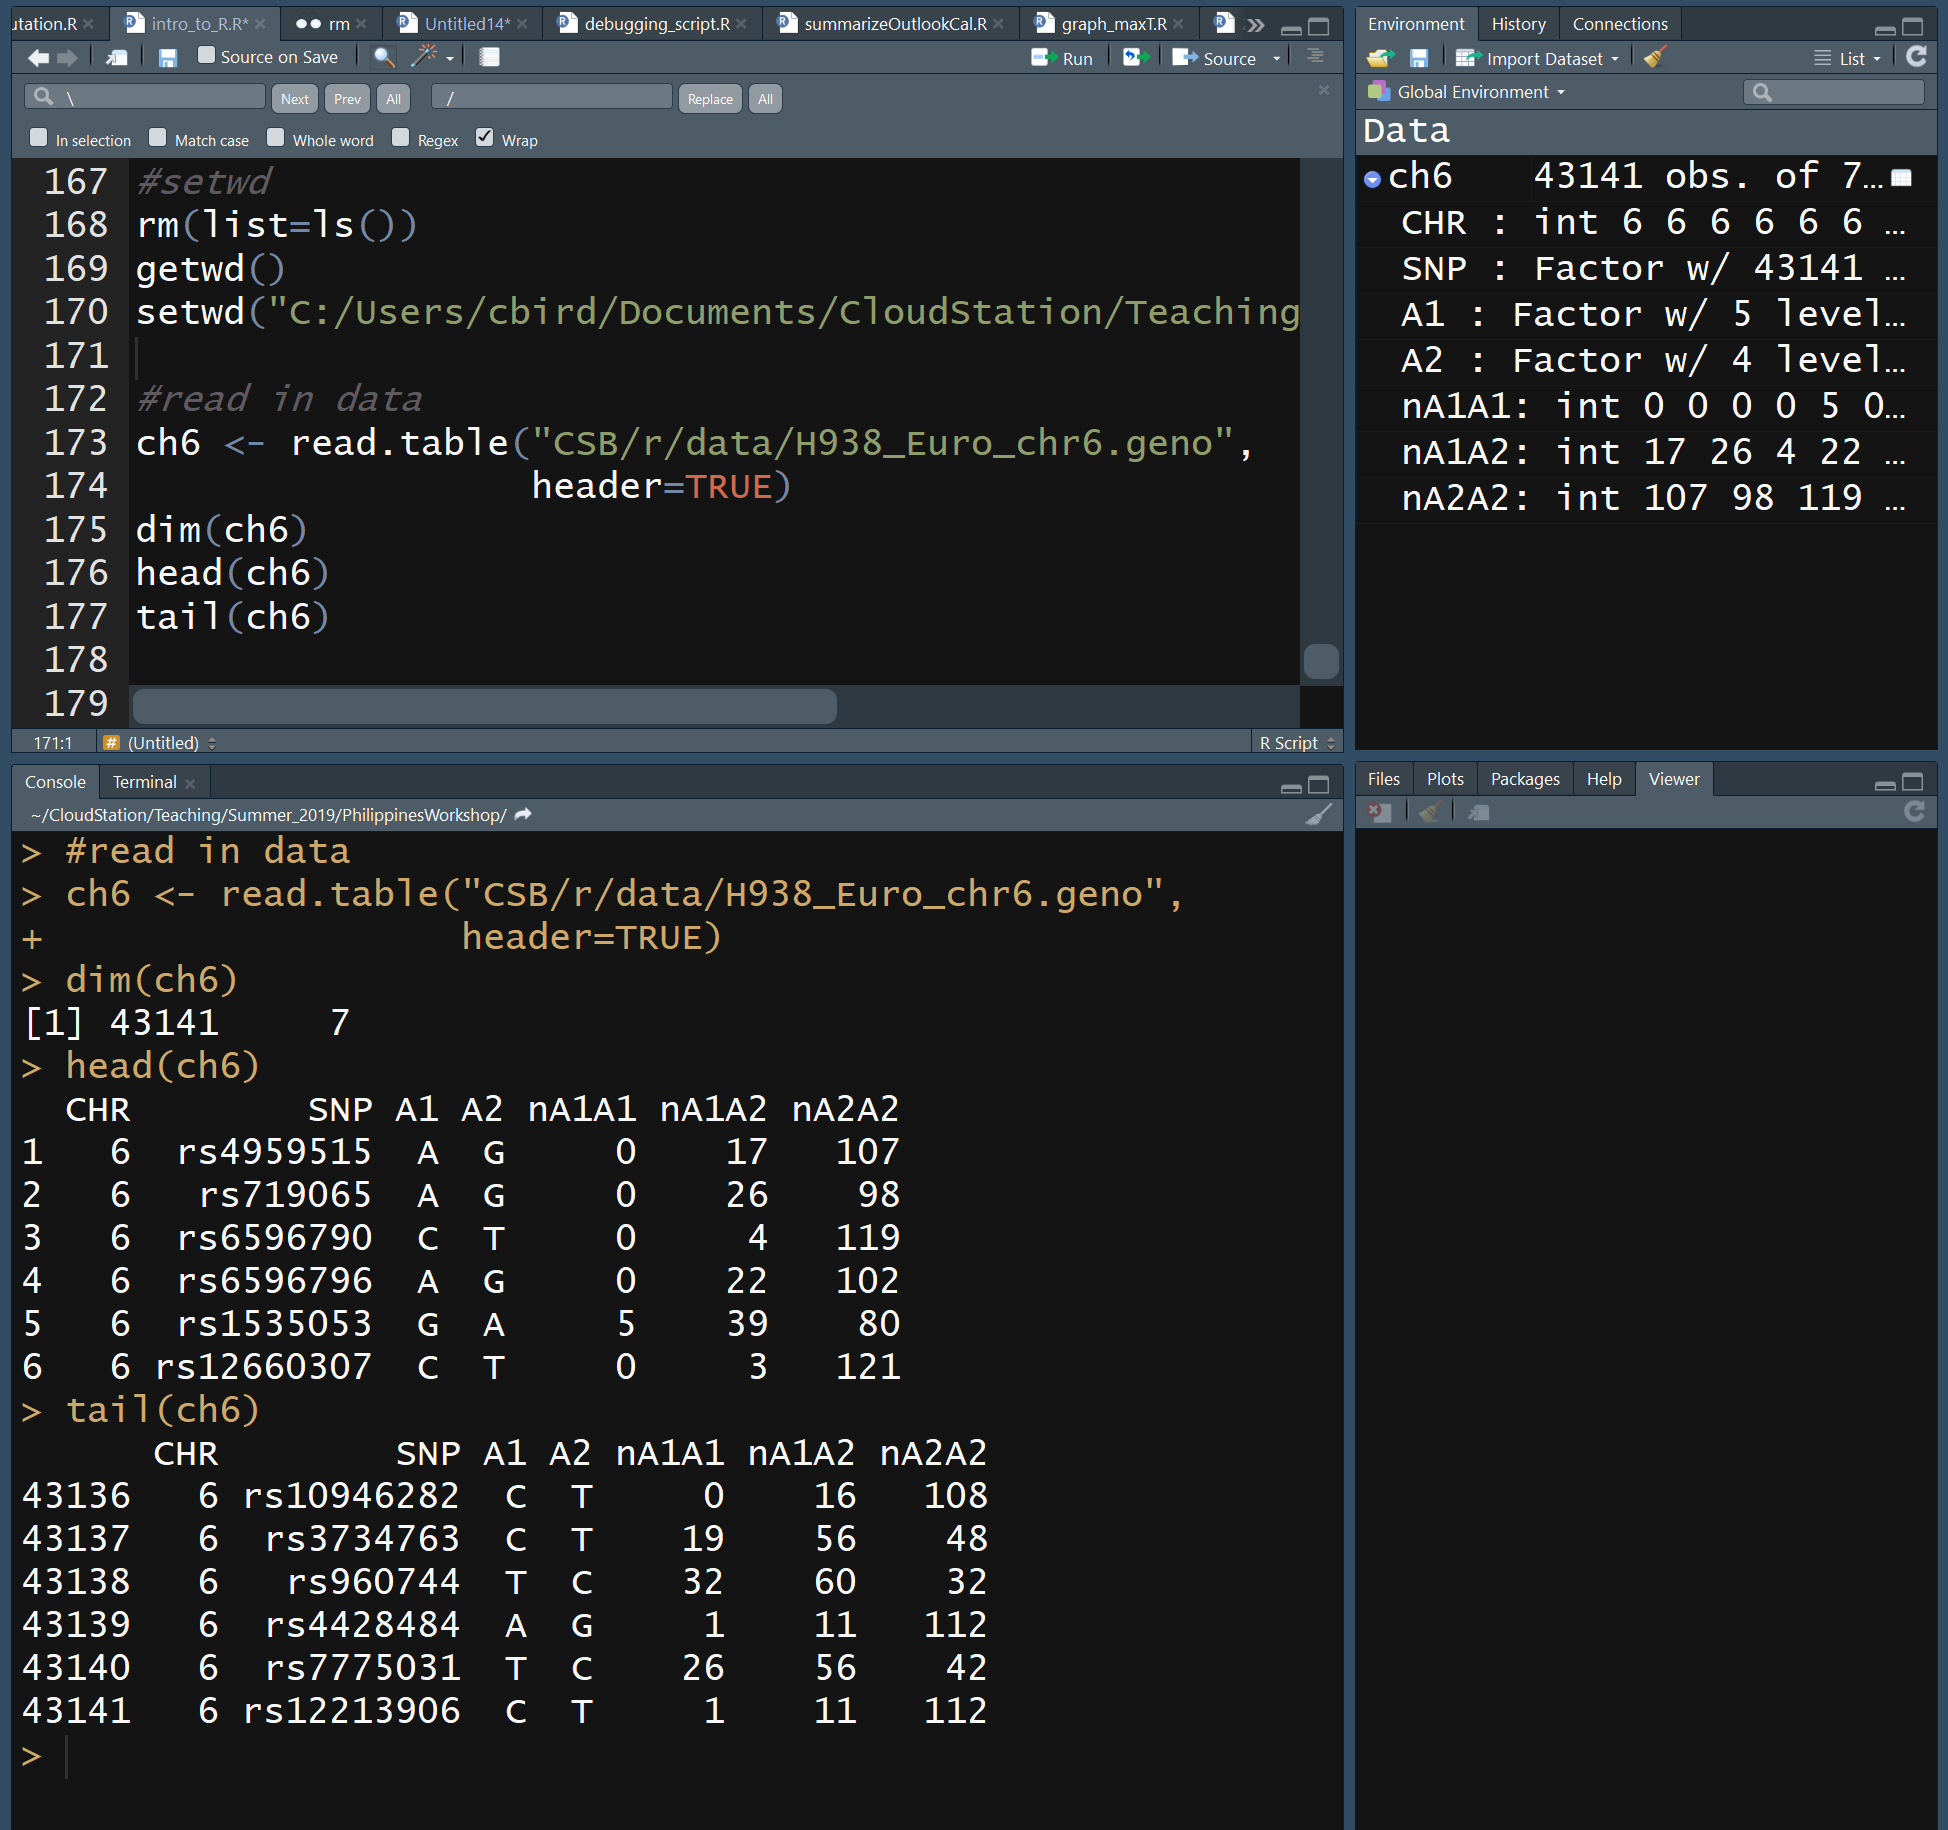 utation.R
intro_to_R.R*
rm
Untitled14*
debugging_script.R
summarizeOutlookCal.R
graph_maxT.R
Source on Save
Run
Source
\
Next
Prev
All
/
Replace
All
In selection
Match case
Whole word
Regex
Wrap
167 #setwd
168 rm(list=ls())
169 getwd()
170 setwd("C:/Users/cbird/Documents/CloudStation/Teaching
171
172 #read in data
173 ch6 <- read.table("CSB/r/data/H938_Euro_chr6.geno",
174 header=TRUE)
175 dim(ch6)
176 head(ch6)
177 tail(ch6)
178
179
171:1 # (Untitled) R Script
Console Terminal
~/CloudStation/Teaching/Summer_2019/PhilippinesWorkshop/
> #read in data
> ch6 <- read.table("CSB/r/data/H938_Euro_chr6.geno",
+ header=TRUE)
> dim(ch6)
[1] 43141 7
> head(ch6)
CHR SNP A1 A2 nA1A1 nA1A2 nA2A2
1 6 rs4959515 A G 0 17 107
2 6 rs719065 A G 0 26 98
3 6 rs6596790 C T 0 4 119
4 6 rs6596796 A G 0 22 102
5 6 rs1535053 G A 5 39 80
6 6 rs12660307 C T 0 3 121
> tail(ch6)
CHR SNP A1 A2 nA1A1 nA1A2 nA2A2
43136 6 rs10946282 C T 0 16 108
43137 6 rs3734763 C T 19 56 48
43138 6 rs960744 T C 32 60 32
43139 6 rs4428484 A G 1 11 112
43140 6 rs7775031 T C 26 56 42
43141 6 rs12213906 C T 1 11 112
>
Environment History Connections
Import Dataset List
Global Environment
Data
ch6 43141 obs. of 7...
CHR : int 6 6 6 6 6 6 ...
SNP : Factor w/ 43141 ...
A1 : Factor w/ 5 level...
A2 : Factor w/ 4 level...
nA1A1: int 0 0 0 0 5 0...
nA1A2: int 17 26 4 22 ...
nA2A2: int 107 98 119 ...
Files Plots Packages Help Viewer